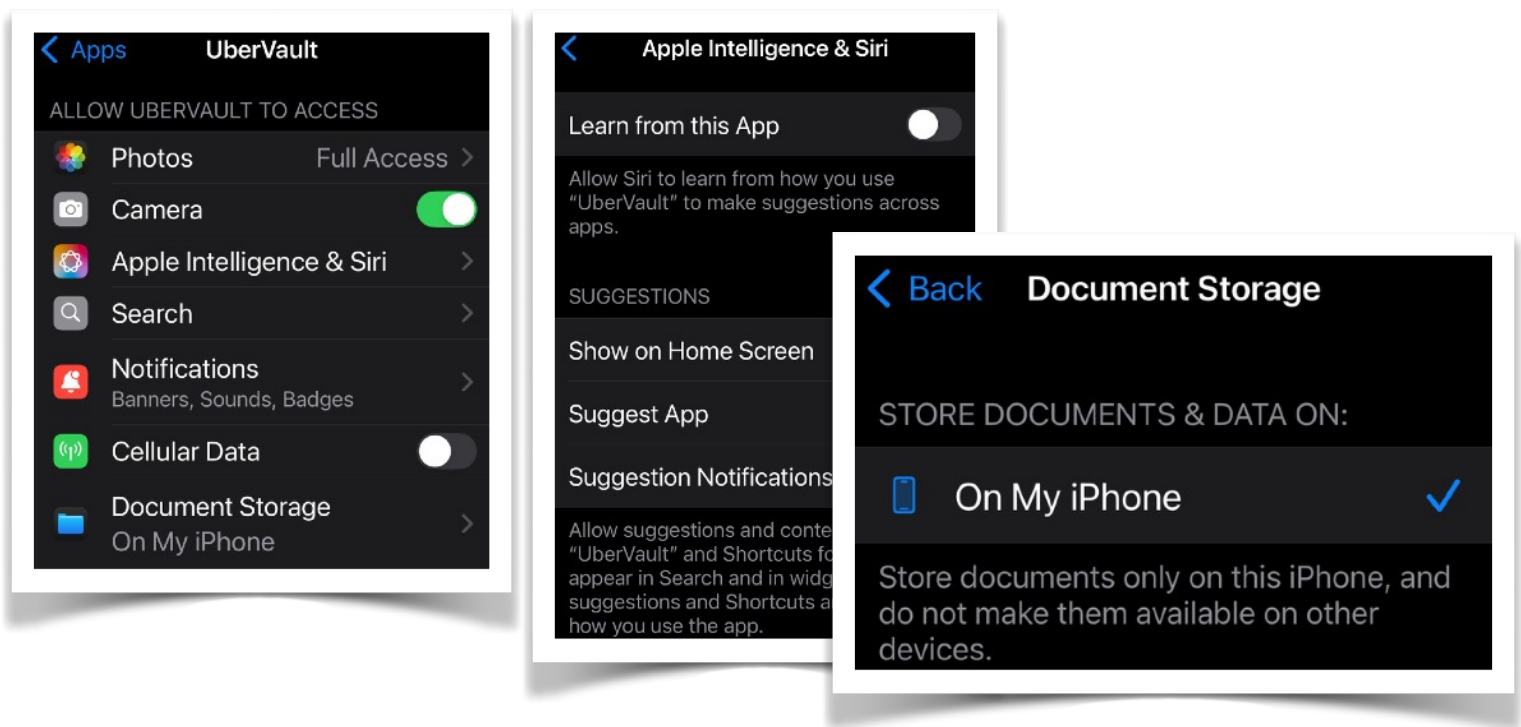 Apps
UberVault
ALLOW UBERVAULT TO ACCESS
Photos Full Access
Camera
Apple Intelligence & Siri
Search
Notifications
Banners, Sounds, Badges
Cellular Data
Document Storage
On My iPhone
Apple Intelligence & Siri
Learn from this App
Allow Siri to learn from how you use
"UberVault" to make suggestions across
apps.
SUGGESTIONS
Show on Home Screen
Suggest App
Suggestion Notifications
Allow suggestions and conte
"UberVault" and Shortcuts fo
appear in Search and in widg
suggestions and Shortcuts a
how you use the app.
Back
Document Storage
STORE DOCUMENTS & DATA ON:
On My iPhone
Store documents only on this iPhone, and
do not make them available on other
devices.